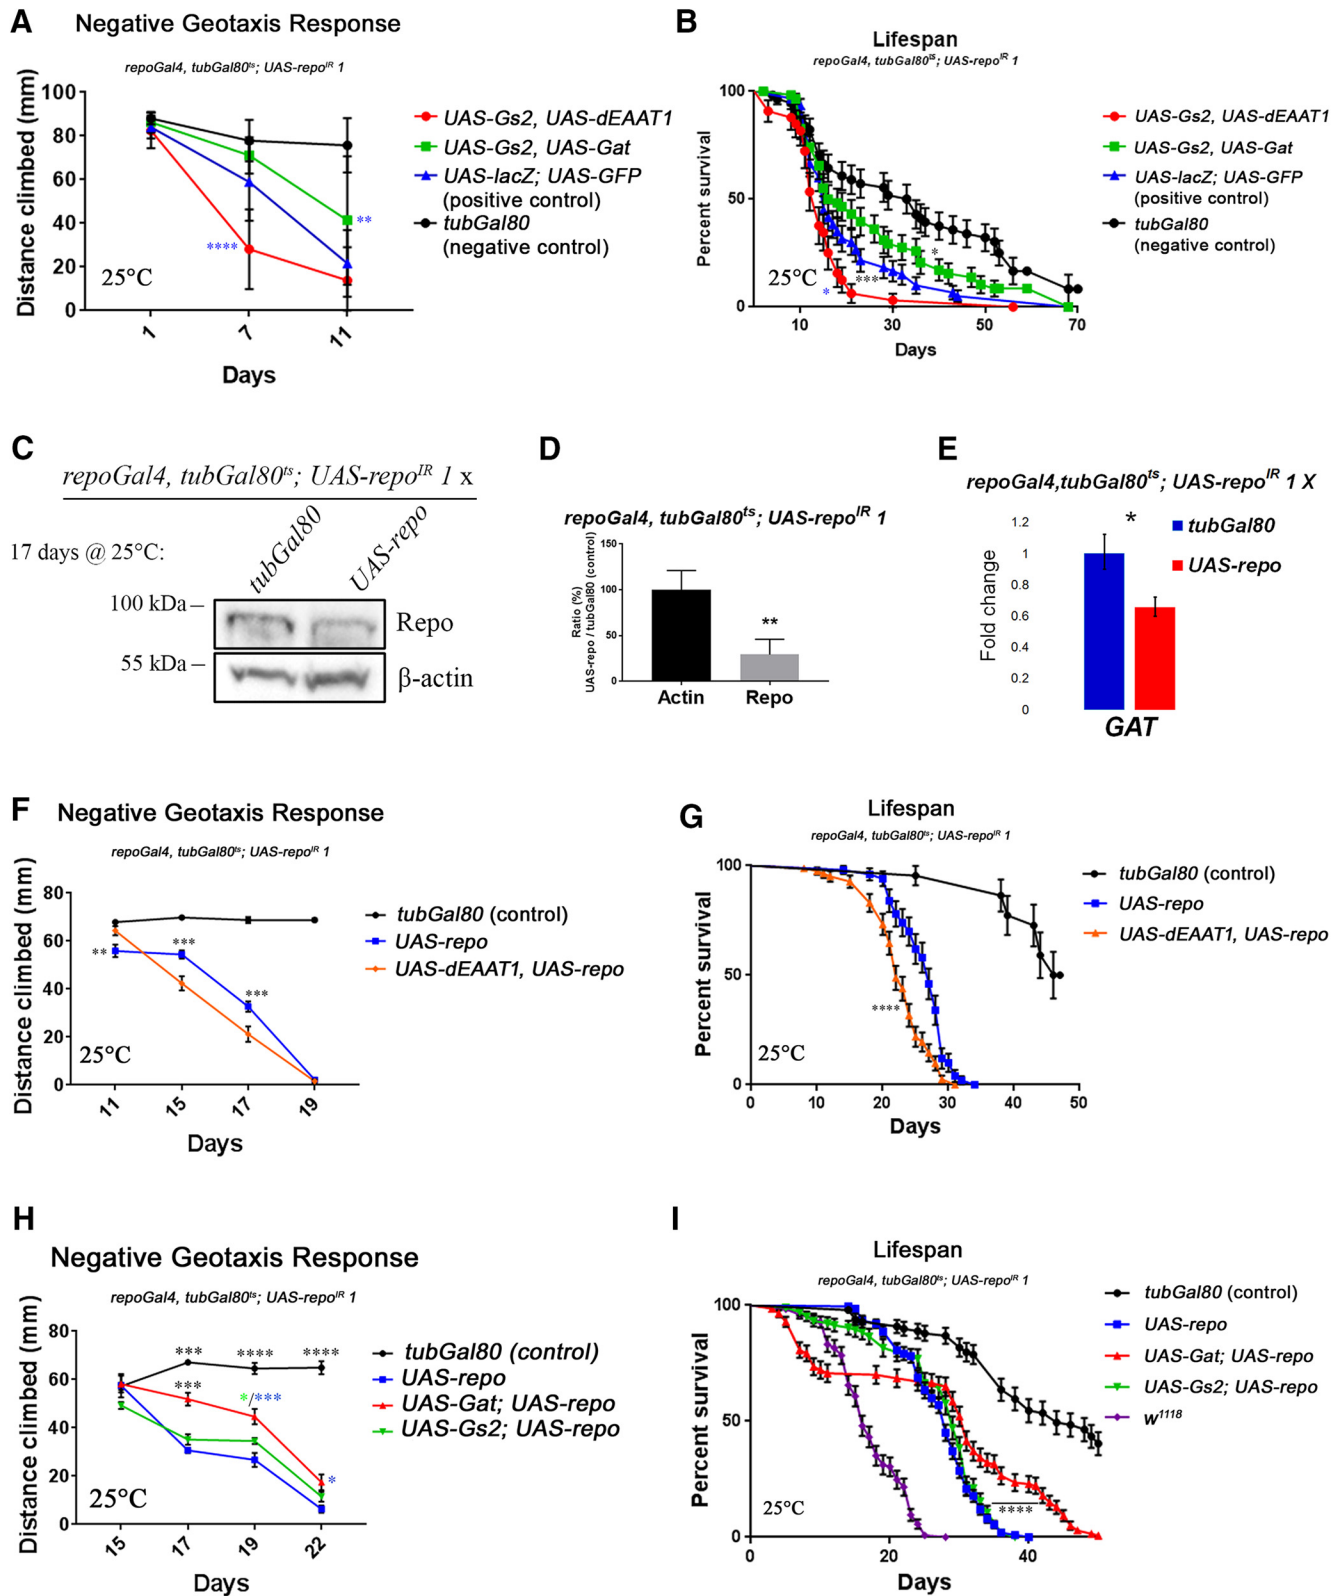 A
Negative Geotaxis Response
repoGal4, tubGal80ts; UAS-repoIR 1
Distance climbed (mm)
100
80
60
40
20
0
****
**
25°C
1
7
11
Days
UAS-Gs2, UAS-dEAAT1
UAS-Gs2, UAS-Gat
UAS-lacZ; UAS-GFP
(positive control)
tubGal80
(negative control)
B
Lifespan
repoGal4, tubGal80ts; UAS-repoIR 1
Percent survival
100
50
0
25°C
*
***
*
10
30
50
70
Days
UAS-Gs2, UAS-dEAAT1
UAS-Gs2, UAS-Gat
UAS-lacZ; UAS-GFP
(positive control)
tubGal80
(negative control)
C
repoGal4, tubGal80ts; UAS-repoIR 1 x
17 days @ 25°C:
tubGal80
UAS-repo
100 kDa
Repo
55 kDa
β-actin
D
repoGal4, tubGal80ts; UAS-repoIR 1
Ratio (%)
UAS-repo / tubGal80 (control)
150
100
50
0
**
Actin
Repo
E
repoGal4,tubGal80ts; UAS-repoIR 1 X
Fold change
1.2
1
0.8
0.6
0.4
0.2
0
*
tubGal80
UAS-repo
GAT
F
Negative Geotaxis Response
repoGal4, tubGal80ts; UAS-repoIR 1
Distance climbed (mm)
80
60
40
20
0
**
***
***
25°C
11
15
17
19
Days
tubGal80 (control)
UAS-repo
UAS-dEAAT1, UAS-repo
G
Lifespan
repoGal4, tubGal80ts; UAS-repoIR 1
Percent survival
100
50
0
****
25°C
0
10
20
30
40
50
Days
tubGal80 (control)
UAS-repo
UAS-dEAAT1, UAS-repo
H
Negative Geotaxis Response
repoGal4, tubGal80ts; UAS-repoIR 1
Distance climbed (mm)
80
60
40
20
0
***
****
****
***
*/***
*
25°C
15
17
19
22
Days
tubGal80 (control)
UAS-repo
UAS-Gat; UAS-repo
UAS-Gs2; UAS-repo
I
Lifespan
repoGal4, tubGal80ts; UAS-repoIR 1
Percent survival
100
50
0
****
25°C
0
20
40
Days
tubGal80 (control)
UAS-repo
UAS-Gat; UAS-repo
UAS-Gs2; UAS-repo
w1118